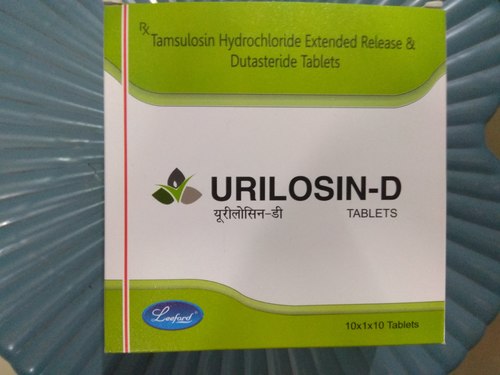 Rx Tamsulosin Hydrochloride Extended Release &
Dutasteride Tablets
URILOSIN-D
यूरीलोसिन-डी TABLETS
Leeford
10x1x10 Tablets